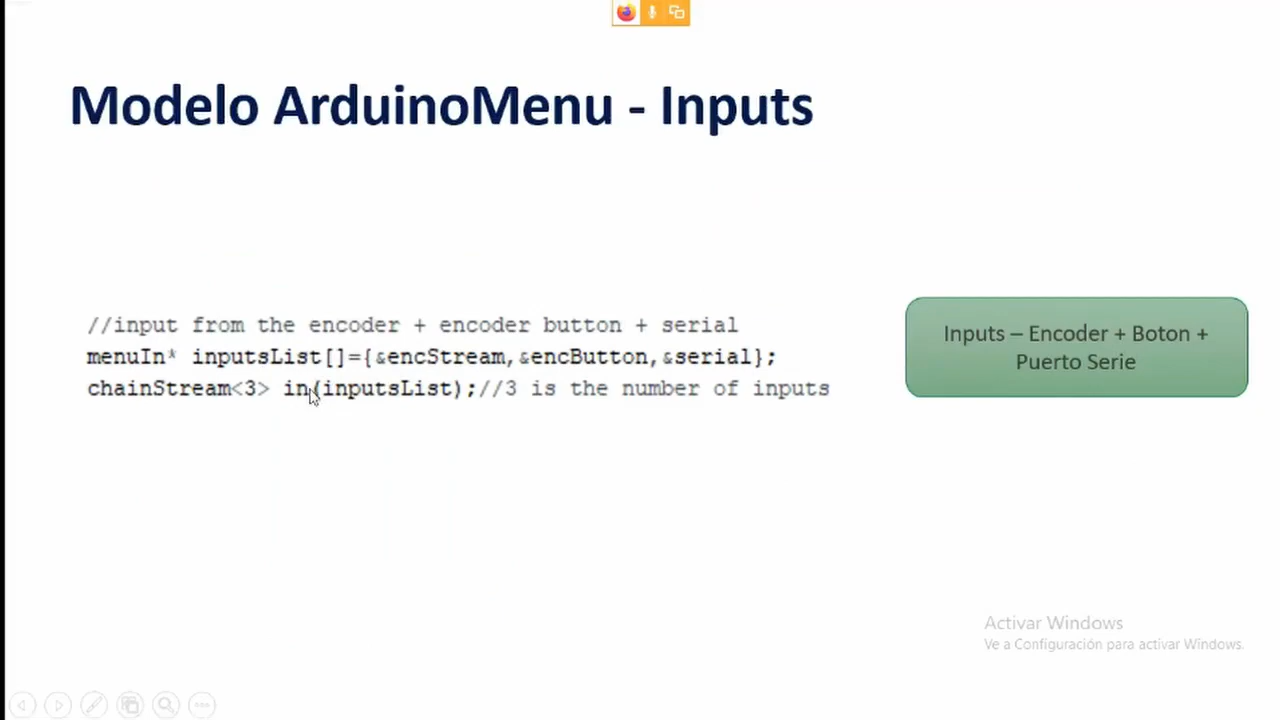 Modelo ArduinoMenu - Inputs
//input from the encoder + encoder button + serial
menuIn* inputsList[]={&encStream,&encButton,&serial};
chainStream<3> in(inputsList);//3 is the number of inputs
Inputs – Encoder + Boton +
Puerto Serie
Activar Windows
Ve a Configuración para activar Windows.